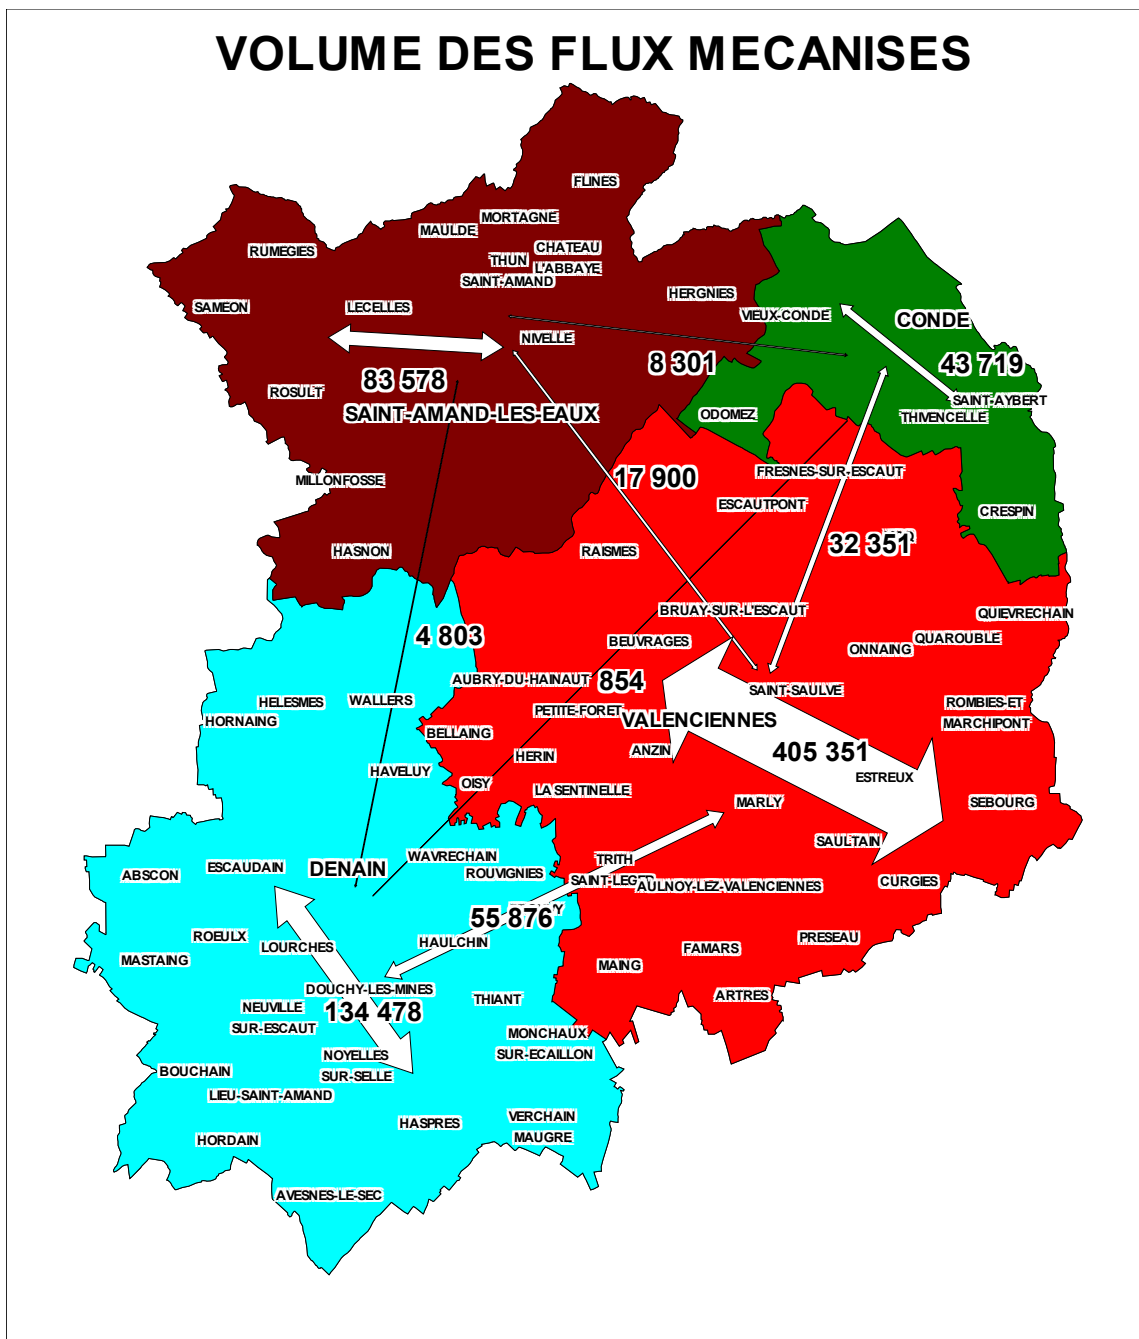 VOLUME DES FLUX MECANISES
FLINES
MORTAGNE
MAULDE
CHATEAU
L'ABBAYE
RUMEGIES
THUN
SAINT-AMAND
HERGNIES
SAMEON
LECELLES
VIEUX-CONDE
CONDE
NIVELLE
8 301
43 719
83 578
ROSULT
SAINT-AYBERT
SAINT-AMAND-LES-EAUX
ODOMEZ
THIVENCELLE
MILLONFOSSE
17 900
FRESNES-SUR-ESCAUT
ESCAUTPONT
CRESPIN
HASNON
RAISMES
32 351
BRUAY-SUR-L'ESCAUT
QUIEVRECHAIN
4 803
BEUVRAGES
QUAROUBLE
ONNAING
AUBRY-DU-HAINAUT
854
SAINT-SAULVE
HELESMES
WALLERS
ROMBIES-ET
MARCHIPONT
HORNAING
PETITE-FORET
VALENCIENNES
BELLAING
ANZIN
405 351
HERIN
HAVELUY
OISY
ESTREUX
LA SENTINELLE
MARLY
SEBOURG
SAULTAIN
WAVRECHAIN
TRITH
SAINT-LEGER
ABSCON
ESCAUDAIN
DENAIN
ROUVIGNIES
AULNOY-LEZ-VALENCIENNES
CURGIES
55 876
ROEULX
LOURCHES
HAULCHIN
PRESEAU
FAMARS
MASTAING
MAING
DOUCHY-LES-MINES
THIANT
ARTRES
NEUVILLE
SUR-ESCAUT
134 478
MONCHAUX
SUR-ECAILLON
NOYELLES
SUR-SELLE
BOUCHAIN
LIEU-SAINT-AMAND
HASPRES
VERCHAIN
MAUGRE
HORDAIN
AVESNES-LE-SEC